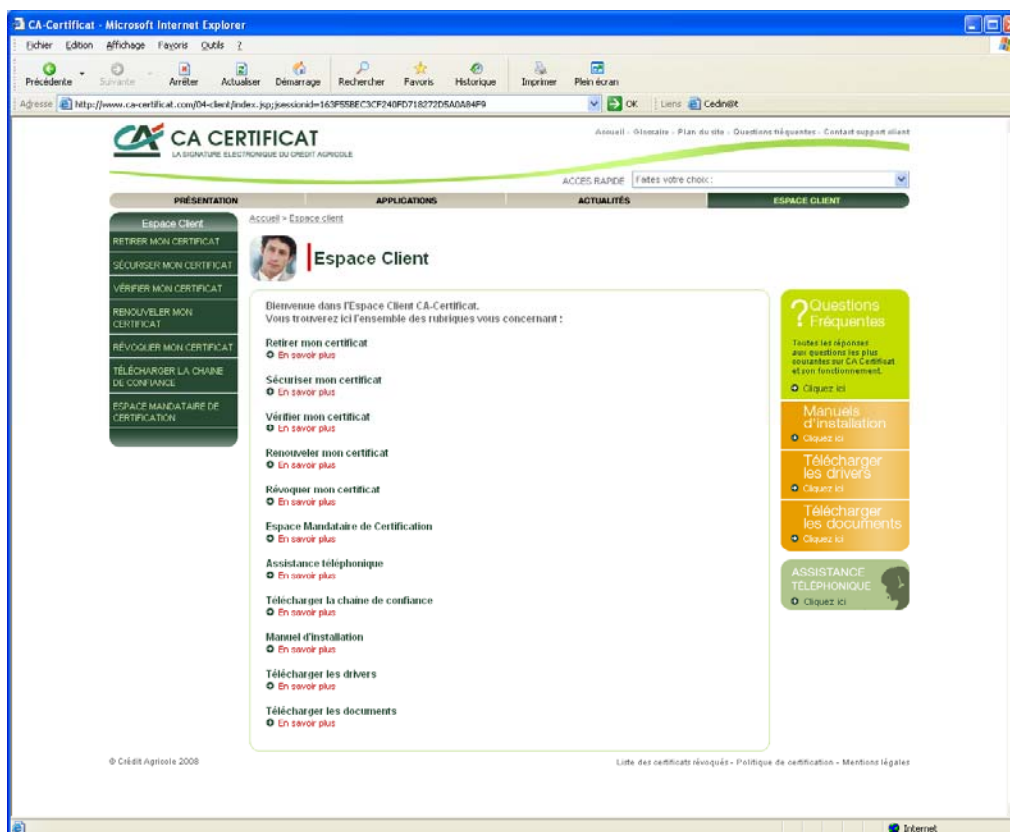 CA-Certificat - Microsoft Internet Explorer
Fichier Edition Affichage Favoris Outils ?
Précédente Suivante Arrêter Actualiser Démarrage Rechercher Favoris Historique Imprimer Plein écran
Adresse http://www.ca-certificat.com/04-client/index.jsp;jsessionid= OK Liens Cedin@t
CA CERTIFICAT
LA SIGNATURE ELECTRONIQUE DU CREDIT AGRICOLE
Accueil - Glossaire - Plan du site - Questions fréquentes - Contact support client
ACCES RAPIDE Faites votre choix :
PRÉSENTATION APPLICATIONS ACTUALITÉS ESPACE CLIENT
Espace Client
RETIRER MON CERTIFICAT
SÉCURISER MON CERTIFICAT
VÉRIFIER MON CERTIFICAT
RENOUVELER MON
CERTIFICAT
RÉVOQUER MON CERTIFICAT
TÉLÉCHARGER LA CHAINE
DE CONFIANCE
ESPACE MANDATAIRE DE
CERTIFICATION
Accueil > Espace client
Espace Client
Bienvenue dans l'Espace Client CA-Certificat.
Vous trouverez ici l'ensemble des rubriques vous concernant :
Retirer mon certificat
En savoir plus
Sécuriser mon certificat
En savoir plus
Vérifier mon certificat
En savoir plus
Renouveler mon certificat
En savoir plus
Révoquer mon certificat
En savoir plus
Espace Mandataire de Certification
En savoir plus
Assistance téléphonique
En savoir plus
Télécharger la chaine de confiance
En savoir plus
Manuel d'installation
En savoir plus
Télécharger les drivers
En savoir plus
Télécharger les documents
En savoir plus
? Questions
Fréquentes
Toutes les réponses
aux questions les plus
courantes sur CA Certificat
et son fonctionnement.
Cliquez ici
Manuels
d'installation
Cliquez ici
Télécharger
les drivers
Cliquez ici
Télécharger
les documents
Cliquez ici
ASSISTANCE
TÉLÉPHONIQUE
Cliquez ici
© Crédit Agricole 2008
Liste des certificats révoqués - Politique de certification - Mentions légales
Internet